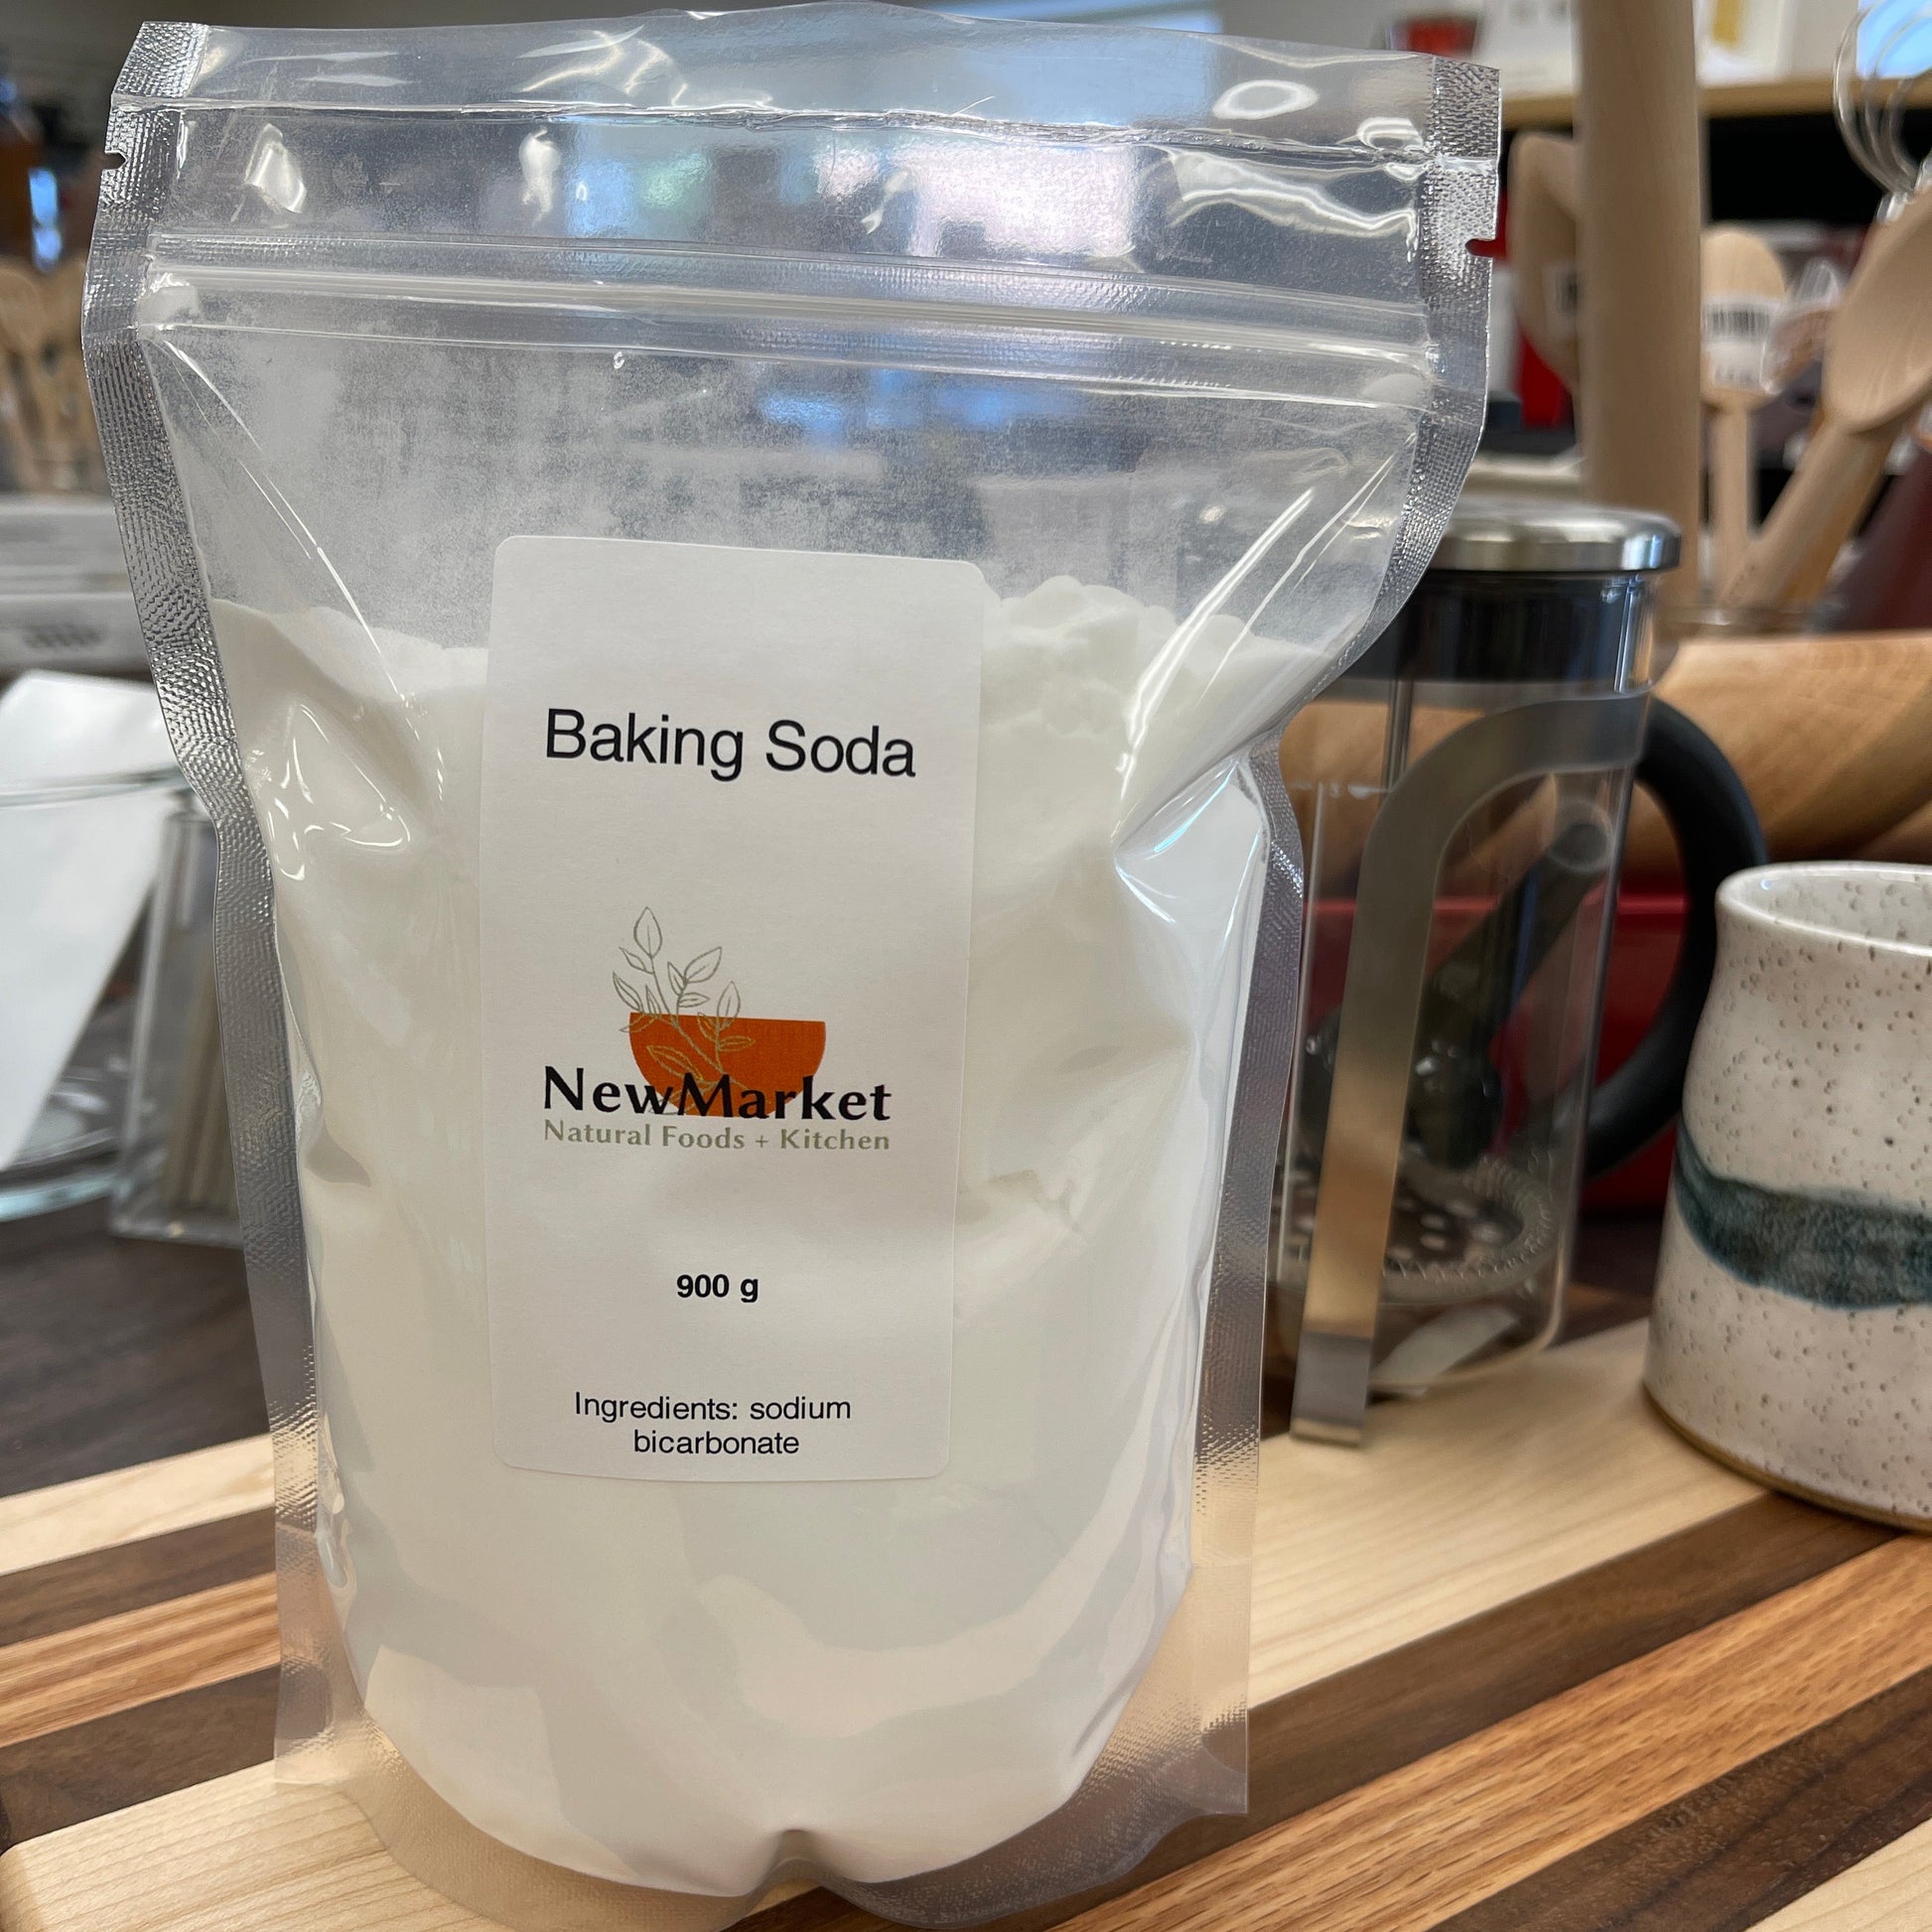 Baking Soda
NewMarket
Natural Foods + Kitchen
900 g
Ingredients: sodium
bicarbonate